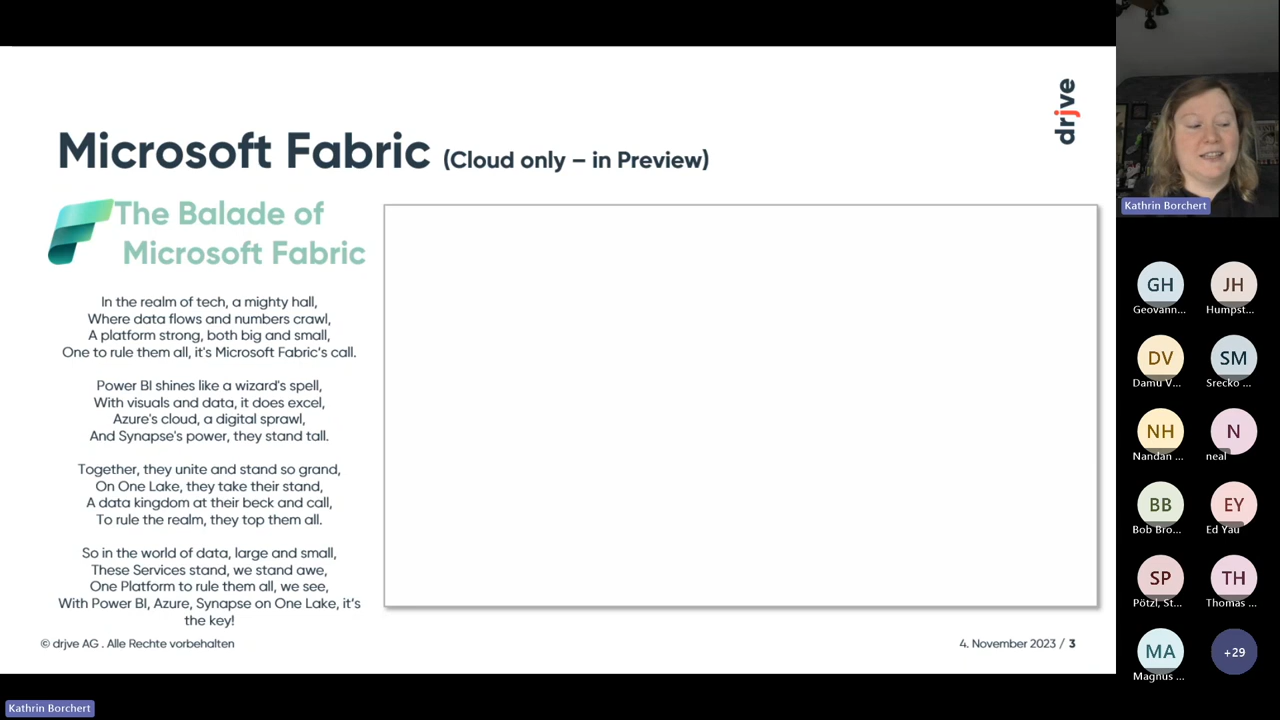 drjve
Microsoft Fabric (Cloud only – in Preview)
The Balade of
Microsoft Fabric
In the realm of tech, a mighty hall,
Where data flows and numbers crawl,
A platform strong, both big and small,
One to rule them all, it's Microsoft Fabric's call.
Power BI shines like a wizard's spell,
With visuals and data, it does excel,
Azure's cloud, a digital sprawl,
And Synapse's power, they stand tall.
Together, they unite and stand so grand,
On One Lake, they take their stand,
A data kingdom at their beck and call,
To rule the realm, they top them all.
So in the world of data, large and small,
These Services stand, we stand awe,
One Platform to rule them all, we see,
With Power BI, Azure, Synapse on One Lake, it's
the key!
© drjve AG . Alle Rechte vorbehalten
4. November 2023 / 3
Kathrin Borchert
Kathrin Borchert
GH
JH
Geovann...
Humpst...
DV
SM
Damu V...
Srecko ...
NH
N
Nandan ...
neal
BB
EY
Bob Bro...
Ed Yau
SP
TH
Pötzl, St...
Thomas ...
MA
+29
Magnus ...